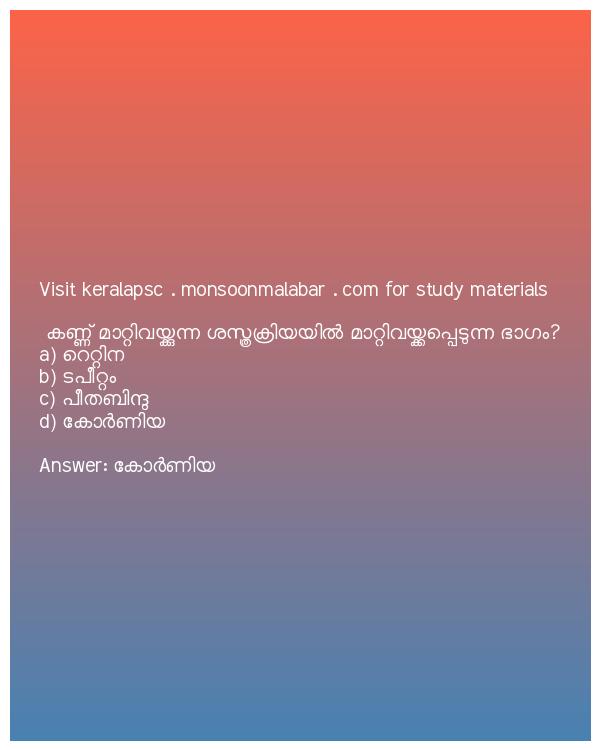 Visit keralapsc . monsoonmalabar . com for study materials
കണ്ണ് മാറ്റിവയ്ക്കുന്ന ശസ്ത്രക്രിയയിൽ മാറ്റിവയ്ക്കപ്പെടുന്ന ഭാഗം?
a) റെറ്റിന
b) ടപീറ്റം
c) പീതബിന്ദു
d) കോർണിയ
Answer: കോർണിയ